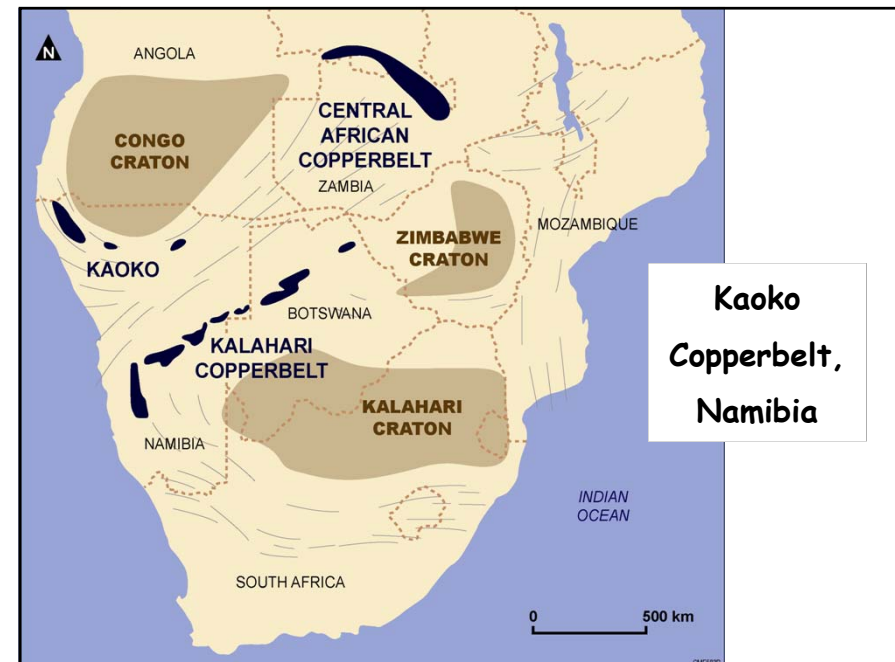 N
ANGOLA
CONGO
CRATON
CENTRAL
AFRICAN
COPPERBELT
ZAMBIA
MOZAMBIQUE
ZIMBABWE
CRATON
KAOKO
BOTSWANA
KALAHARI
COPPERBELT
KALAHARI
CRATON
NAMIBIA
INDIAN
OCEAN
SOUTH AFRICA
0 500 km
Kaoko
Copperbelt,
Namibia